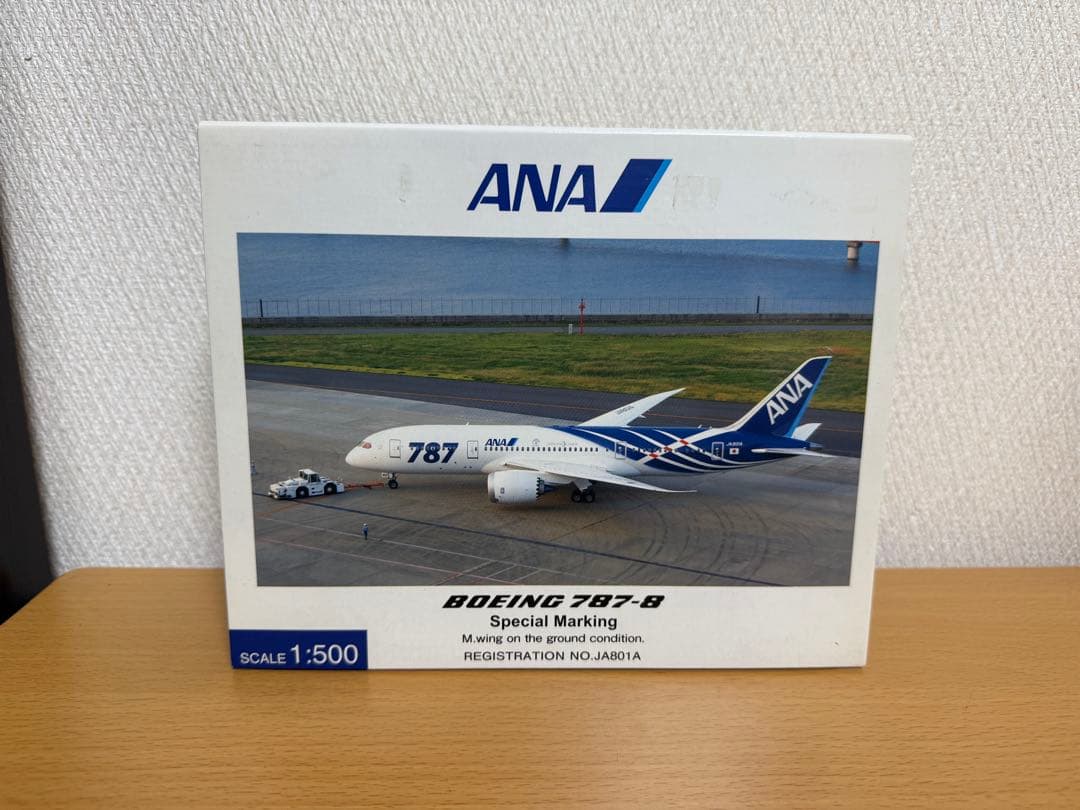 ANA
ANA
787
ANA
JA801A
BOEING 787-8
Special Marking
M.wing on the ground condition.
REGISTRATION NO.JA801A
SCALE 1:500